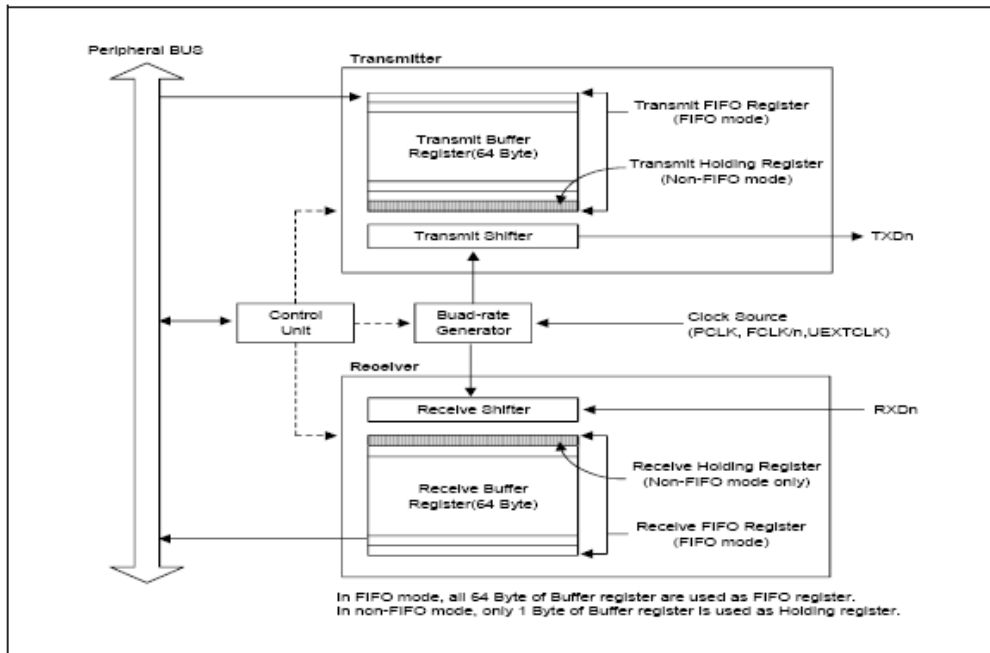 Peripheral BUS
Transmitter
Transmit Buffer
Register(64 Byte)
Transmit FIFO Register
(FIFO mode)
Transmit Holding Register
(Non-FIFO mode)
Transmit Shifter
TXDn
Control
Unit
Buad-rate
Generator
Clock Source
(PCLK, FCLK/n,UEXTCLK)
Receiver
Receive Shifter
RXDn
Receive Holding Register
(Non-FIFO mode only)
Receive Buffer
Register(64 Byte)
Receive FIFO Register
(FIFO mode)
In FIFO mode, all 64 Byte of Buffer register are used as FIFO register.
In non-FIFO mode, only 1 Byte of Buffer register is used as Holding register.